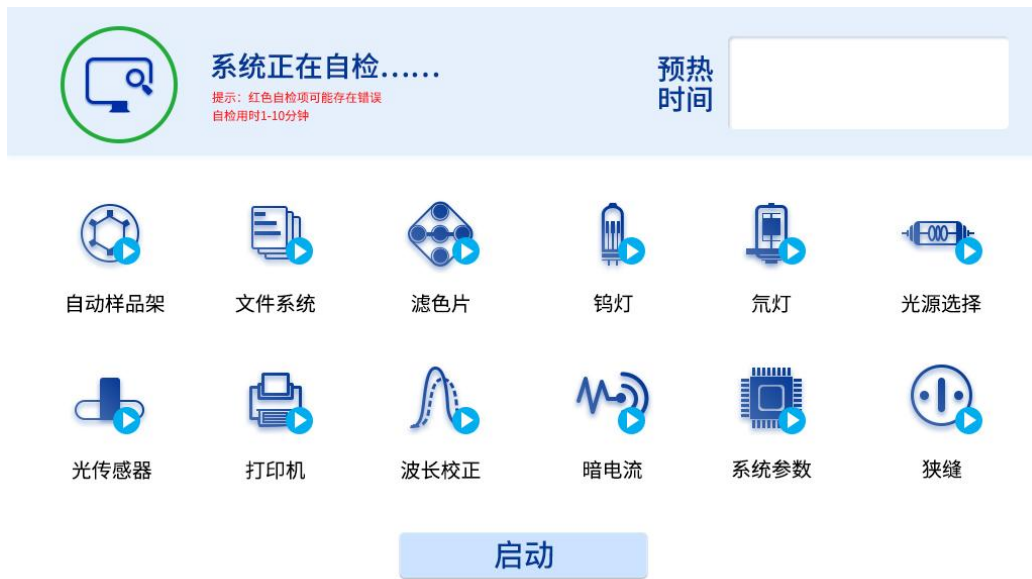 系统正在自检……
提示：红色自检项可能存在错误
自检用时1-10分钟
预热
时间
自动样品架
文件系统
滤色片
钨灯
氘灯
光源选择
光传感器
打印机
波长校正
暗电流
系统参数
狭缝
启动